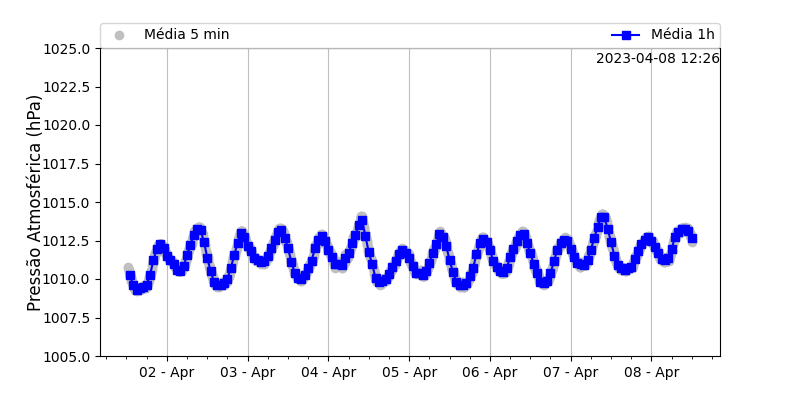 Média 5 min
Média 1h
2023-04-08 12:26
Pressão Atmosférica (hPa)
1025.0
1022.5
1020.0
1017.5
1015.0
1012.5
1010.0
1007.5
1005.0
02 - Apr
03 - Apr
04 - Apr
05 - Apr
06 - Apr
07 - Apr
08 - Apr